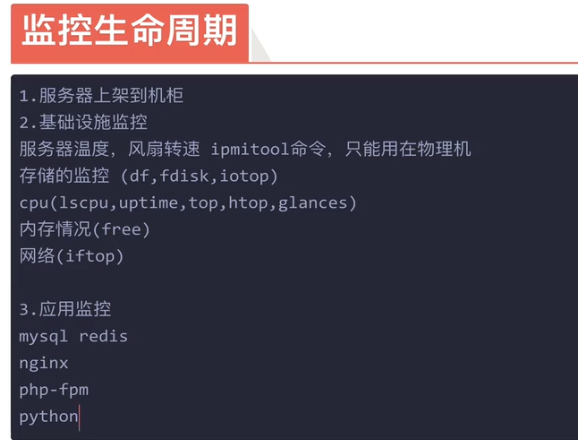 监控生命周期
1.服务器上架到机柜
2.基础设施监控
服务器温度，风扇转速 ipmitool命令，只能用在物理机
存储的监控 (df,fdisk,iotop)
cpu(lscpu,uptime,top,htop,glances)
内存情况(free)
网络(iftop)
3.应用监控
mysql redis
nginx
php-fpm
python